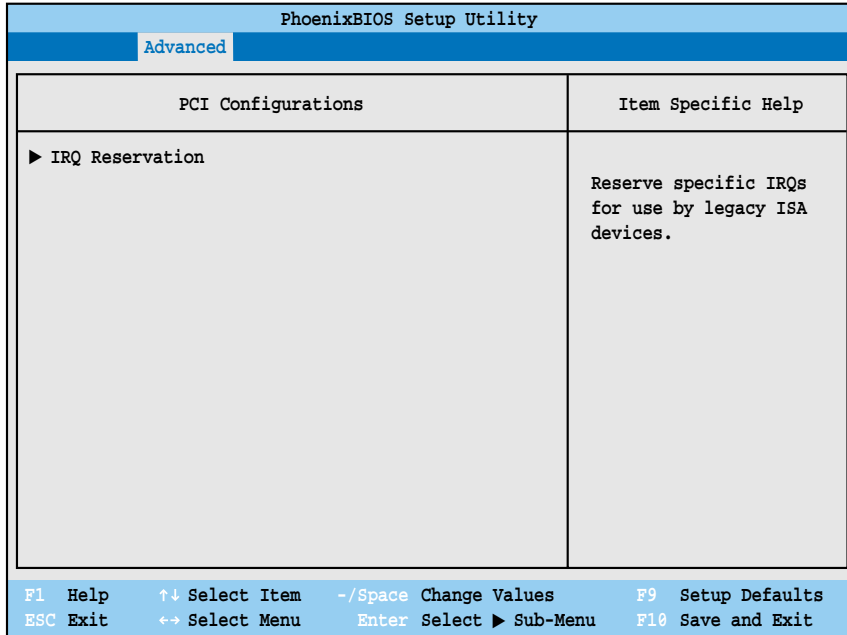 PhoenixBIOS Setup Utility
Advanced
PCI Configurations
Item Specific Help
▶ IRQ Reservation
Reserve specific IRQs
for use by legacy ISA
devices.
F1 Help ↑↓ Select Item -/Space Change Values F9 Setup Defaults
ESC Exit ←→ Select Menu Enter Select ▶ Sub-Menu F10 Save and Exit